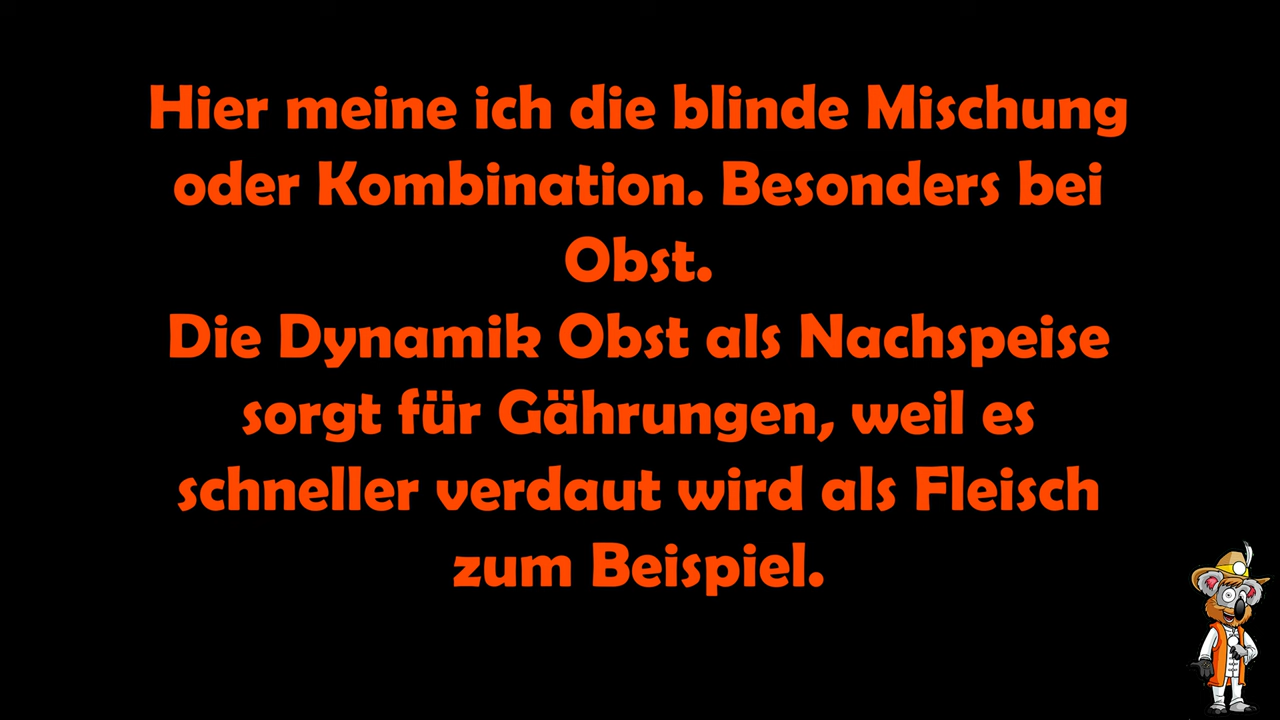 Hier meine ich die blinde Mischung
oder Kombination. Besonders bei
Obst.
Die Dynamik Obst als Nachspeise
sorgt für Gährungen, weil es
schneller verdaut wird als Fleisch
zum Beispiel.